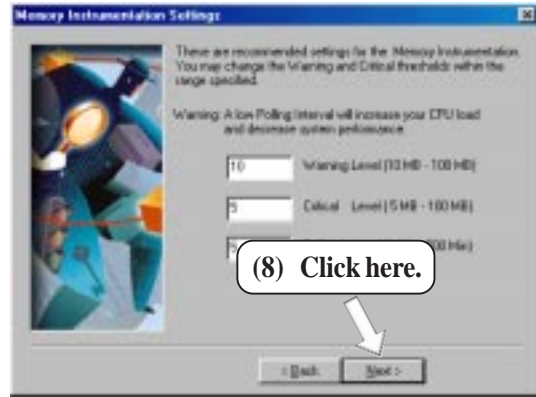 Memory Instrumentation Settings
These are recommended settings for the Memory Instrumentation.
You may change the Warning and Critical thresholds within the
range specified.
Warning: A low Polling Interval will increase your CPU load
and decrease system performance
10 Warning Level (10 MB - 100 MB)
5 Critical Level (5 MB - 100 MB)
5
(8) Click here.
< Back Next >